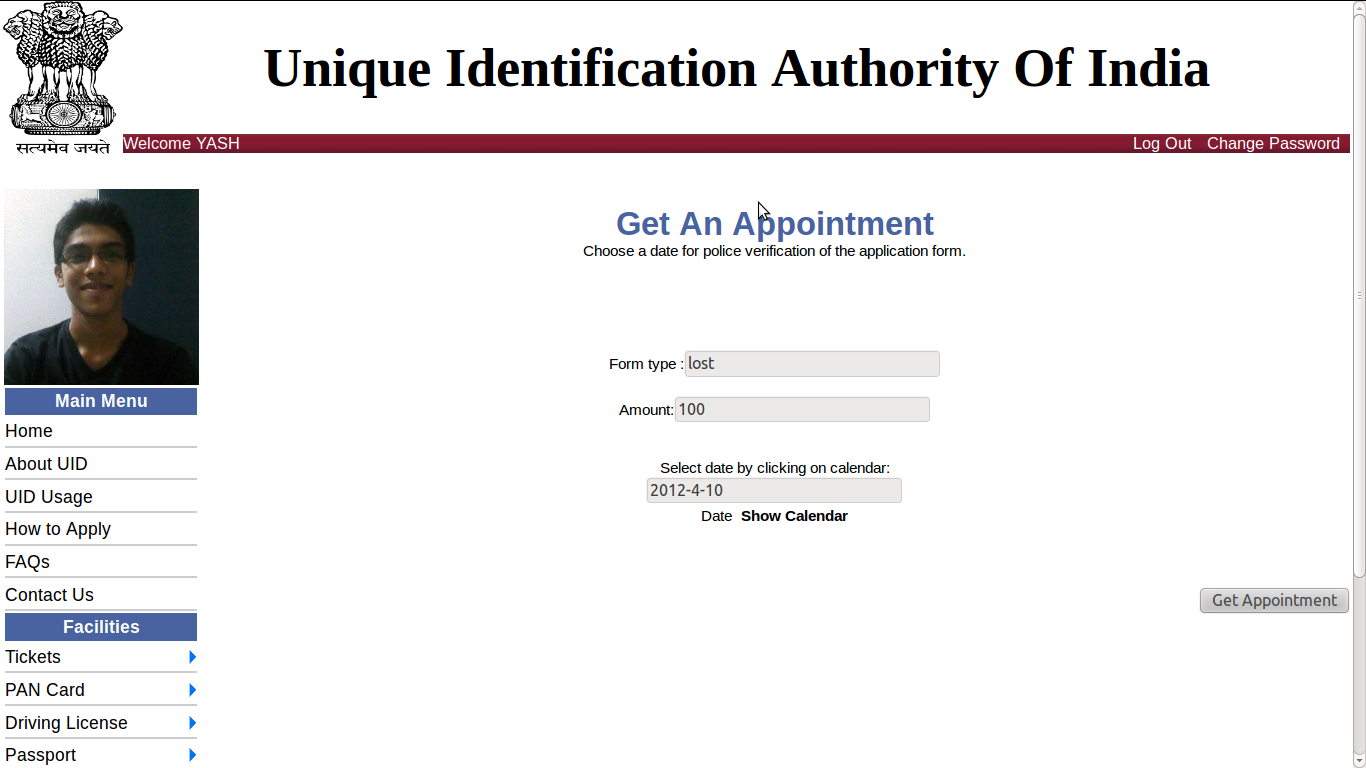 Unique Identification Authority Of India
सत्यमेव जयते
Welcome YASH Log Out Change Password
Get An Appointment
Choose a date for police verification of the application form.
Form type : lost
Amount: 100
Select date by clicking on calendar:
2012-4-10
Date Show Calendar
Get Appointment
Main Menu
Home
About UID
UID Usage
How to Apply
FAQs
Contact Us
Facilities
Tickets
PAN Card
Driving License
Passport